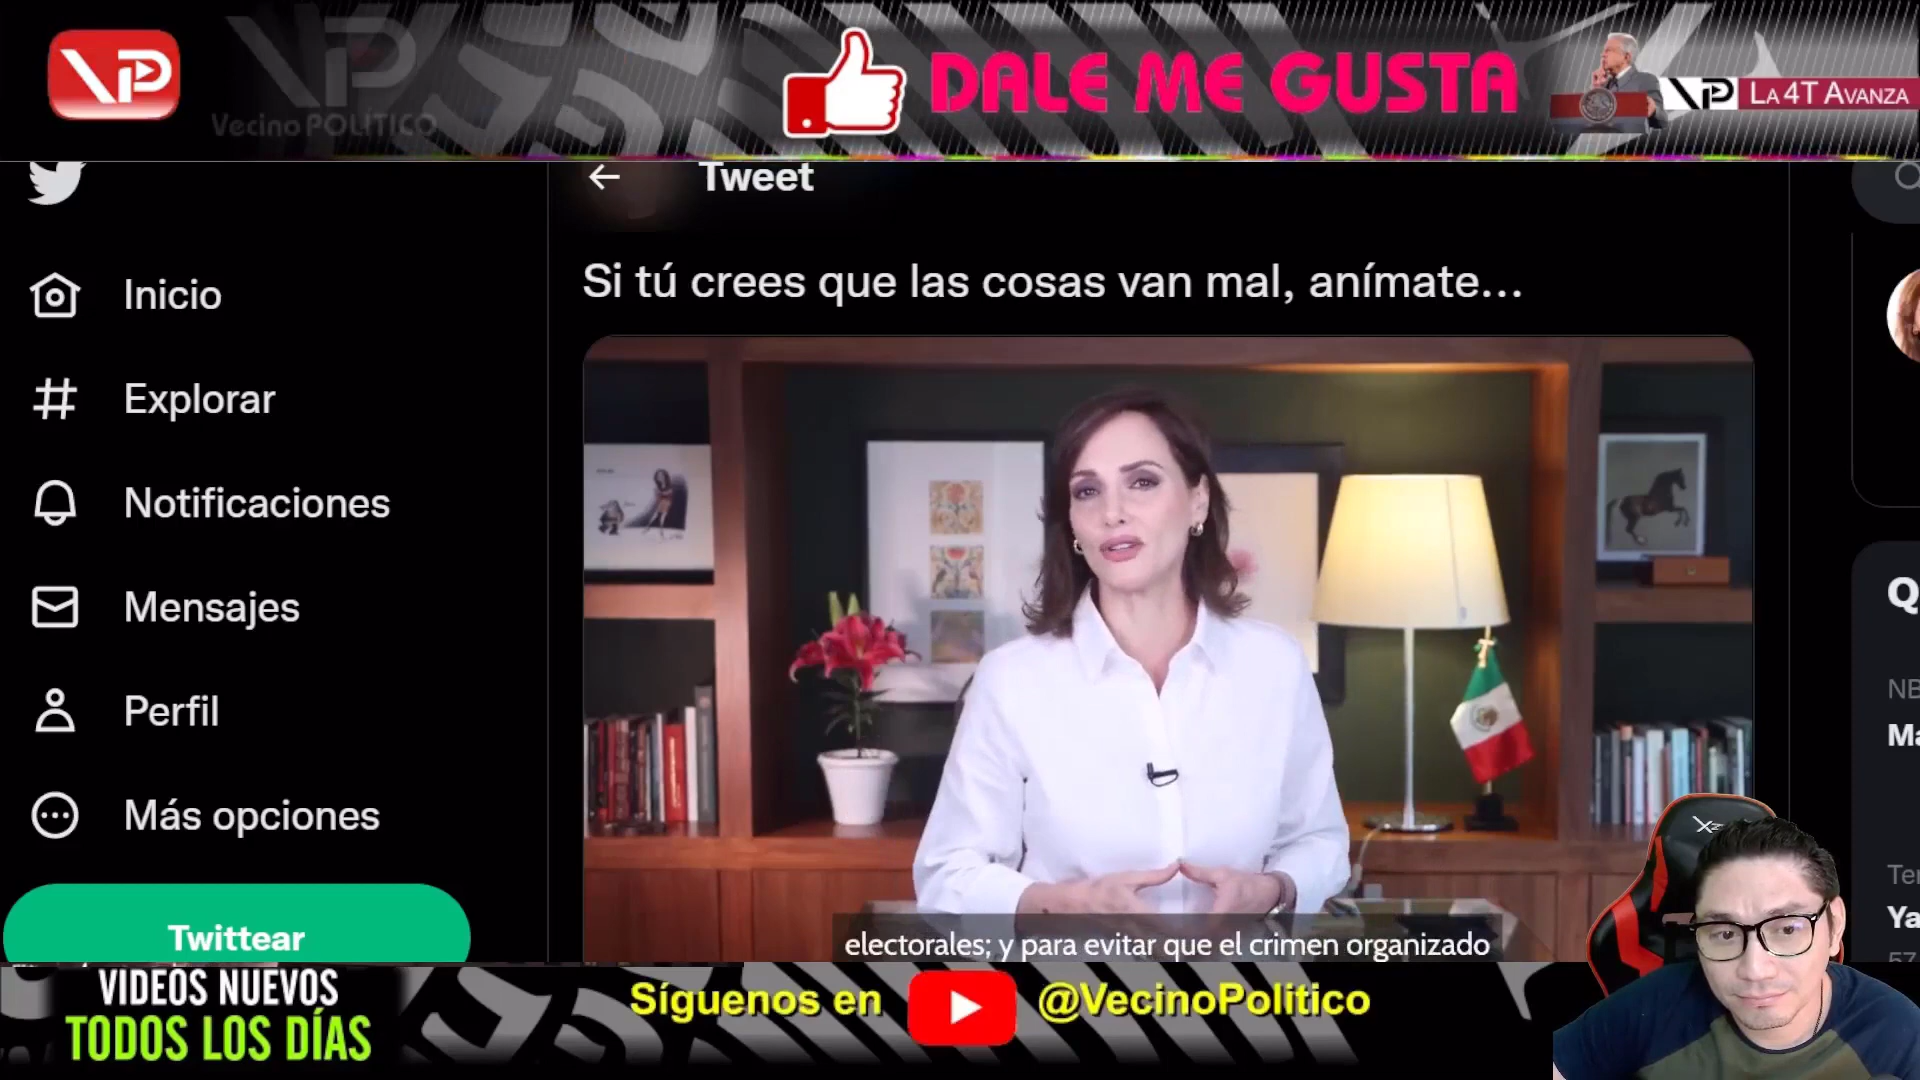 VP
Vecino POLÍTICO
DALE ME GUSTA
VP LA 4T AVANZA
Tweet
Si tú crees que las cosas van mal, anímate...
Inicio
Explorar
Notificaciones
Mensajes
Perfil
Más opciones
Twittear
electorales; y para evitar que el crimen organizado
VIDEOS NUEVOS
TODOS LOS DÍAS
Síguenos en
@VecinoPolitico